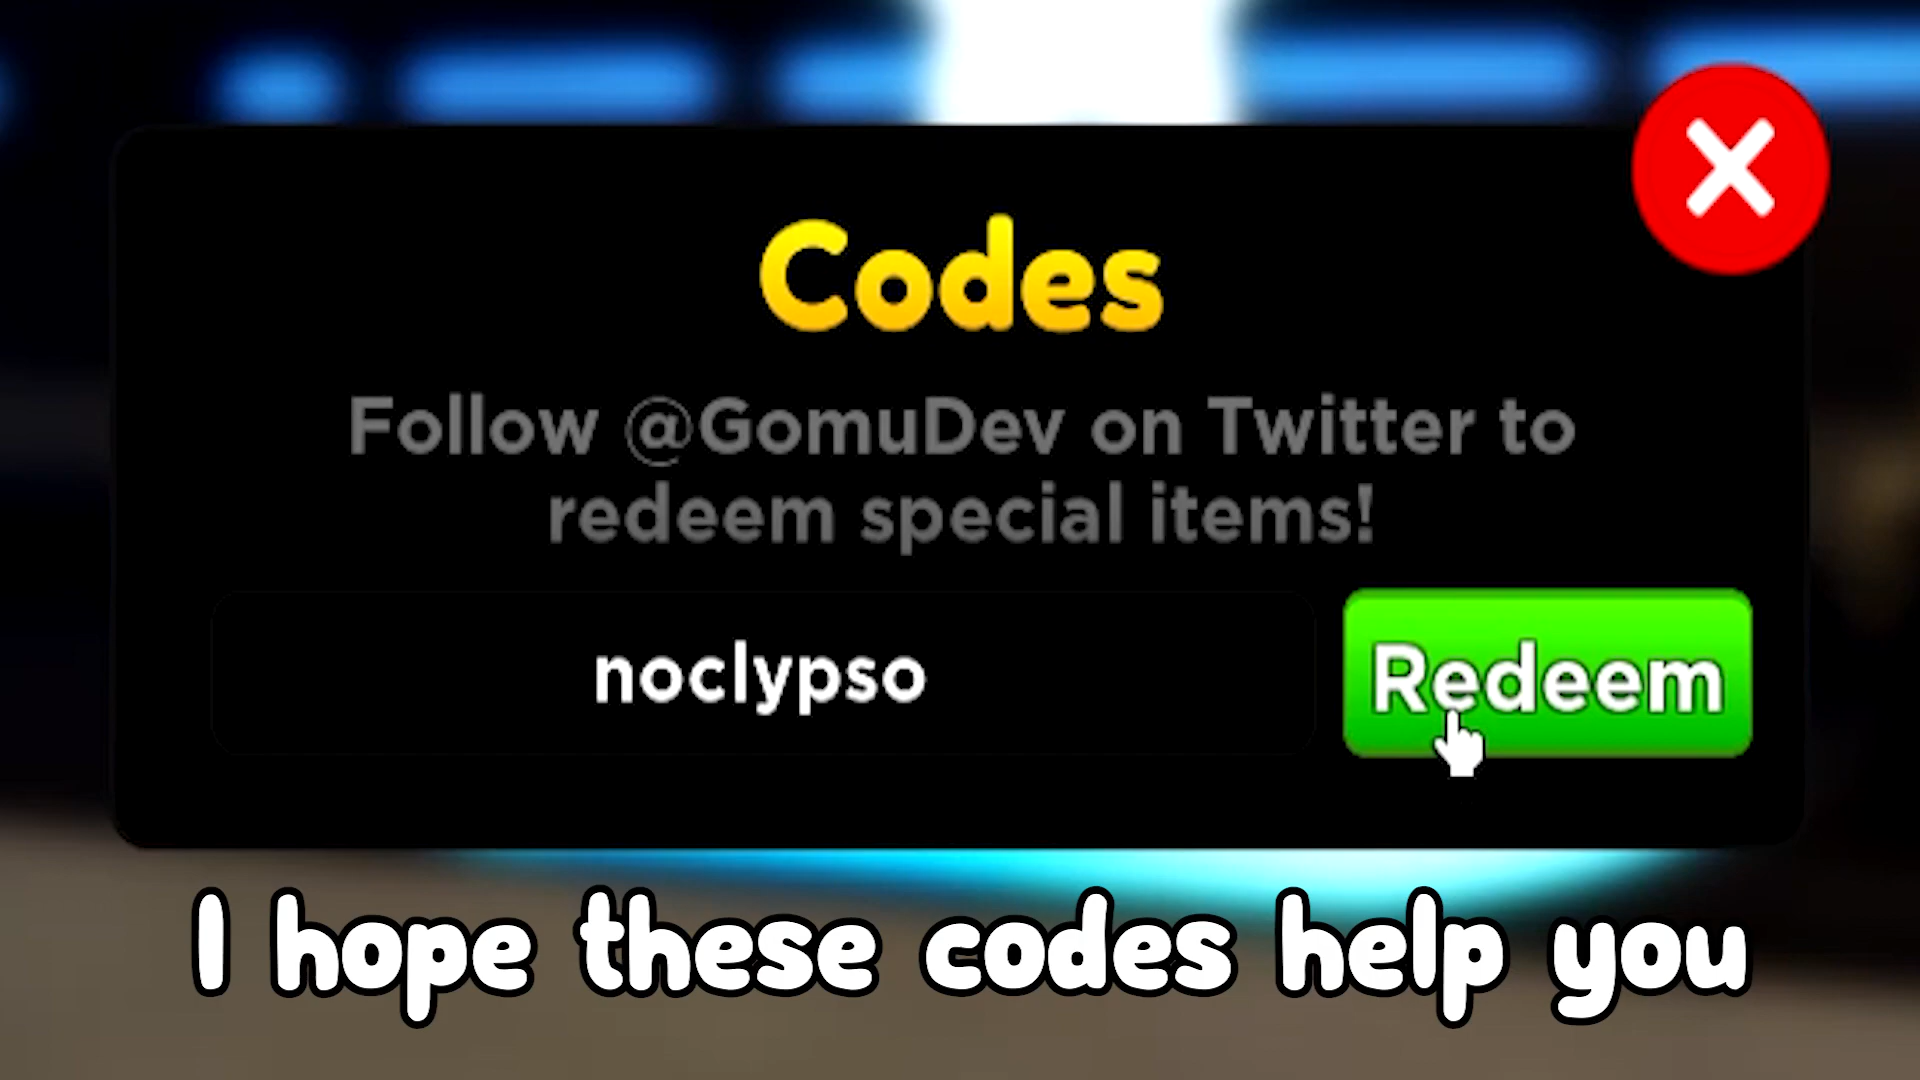 Codes
Follow @GomuDev on Twitter to
redeem special items!
noclypso
Redeem
I hope these codes help you